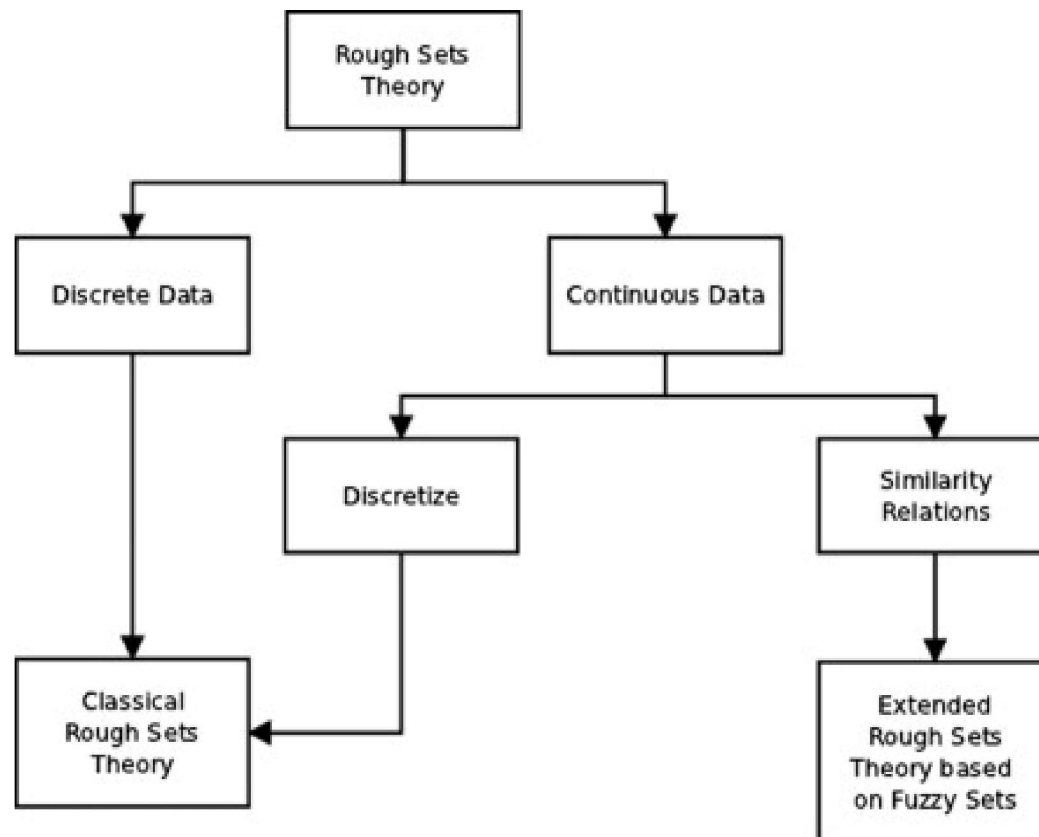 Rough Sets
Theory
Discrete Data
Continuous Data
Discretize
Similarity
Relations
Classical
Rough Sets
Theory
Extended
Rough Sets
Theory based
on Fuzzy Sets